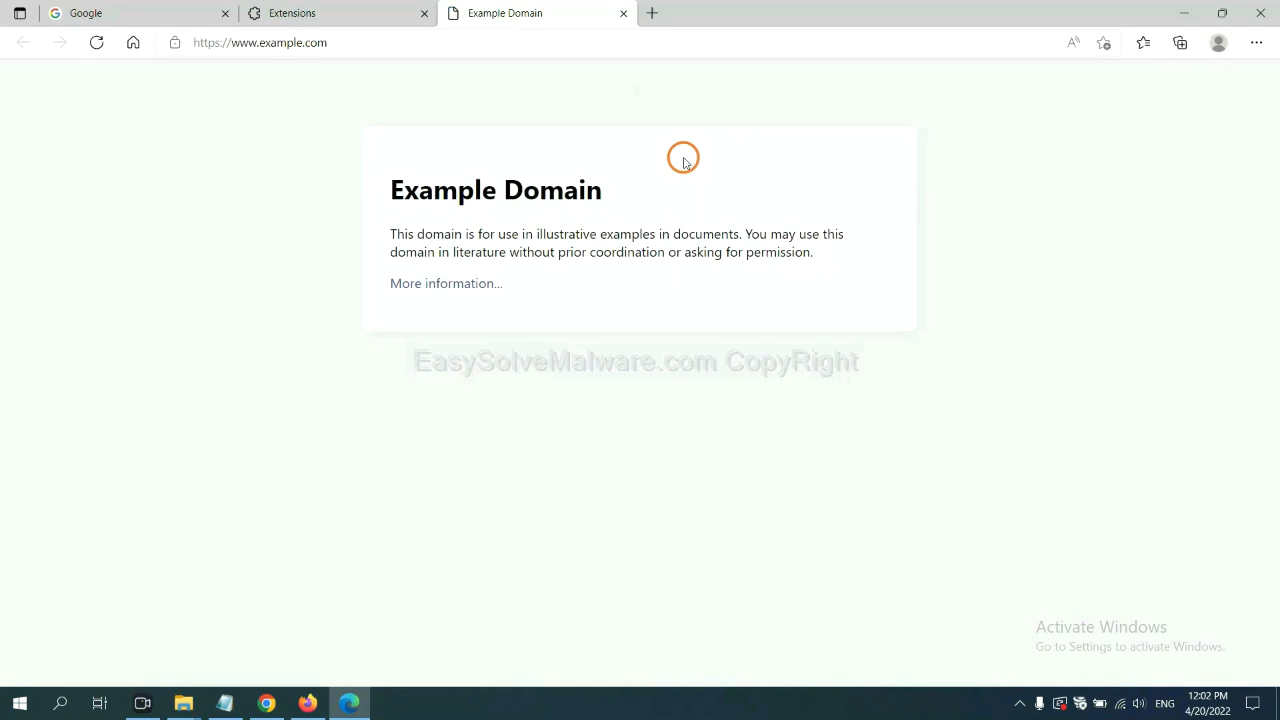 Google
Extensions
Example Domain
https://www.example.com
Example Domain
This domain is for use in illustrative examples in documents. You may use this
domain in literature without prior coordination or asking for permission.
More information...
EasySolveMalware.com CopyRight
Activate Windows
Go to Settings to activate Windows.
ENG
12:02 PM
4/20/2022